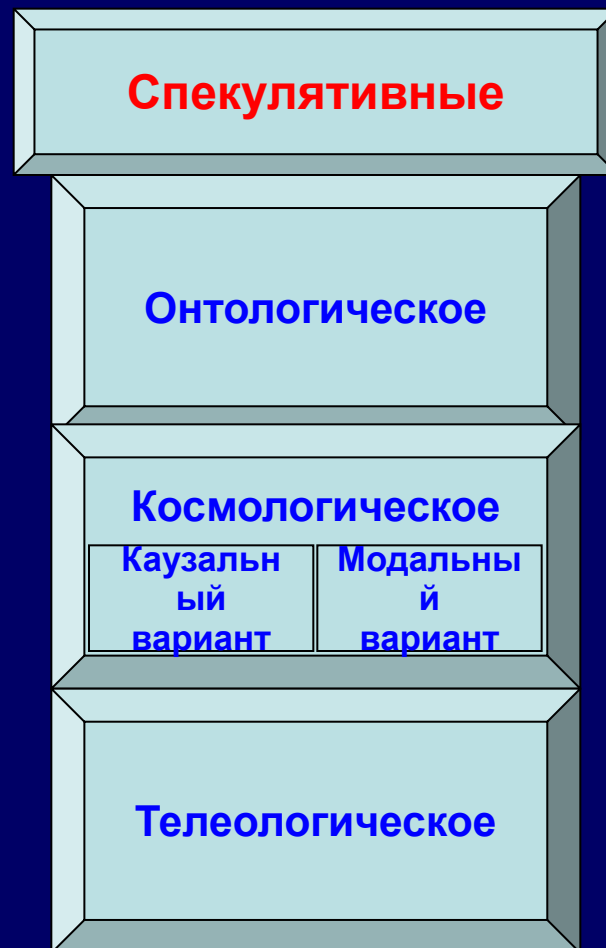 Спекулятивные
Онтологическое
Космологическое
Каузальн
ый
вариант
Модальны
й
вариант
Телеологическое